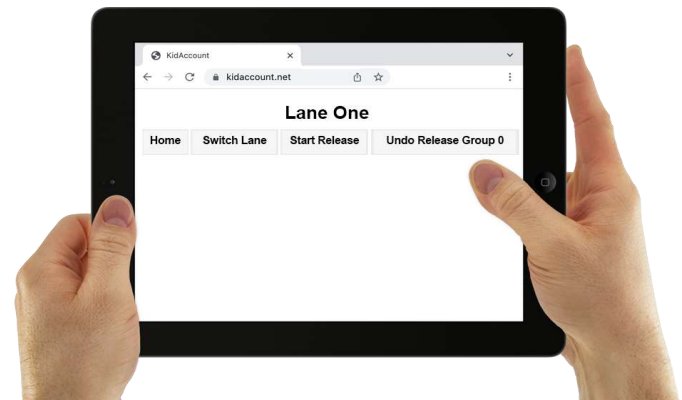 KidAccount
kidaccount.net
Lane One
Home Switch Lane Start Release Undo Release Group 0